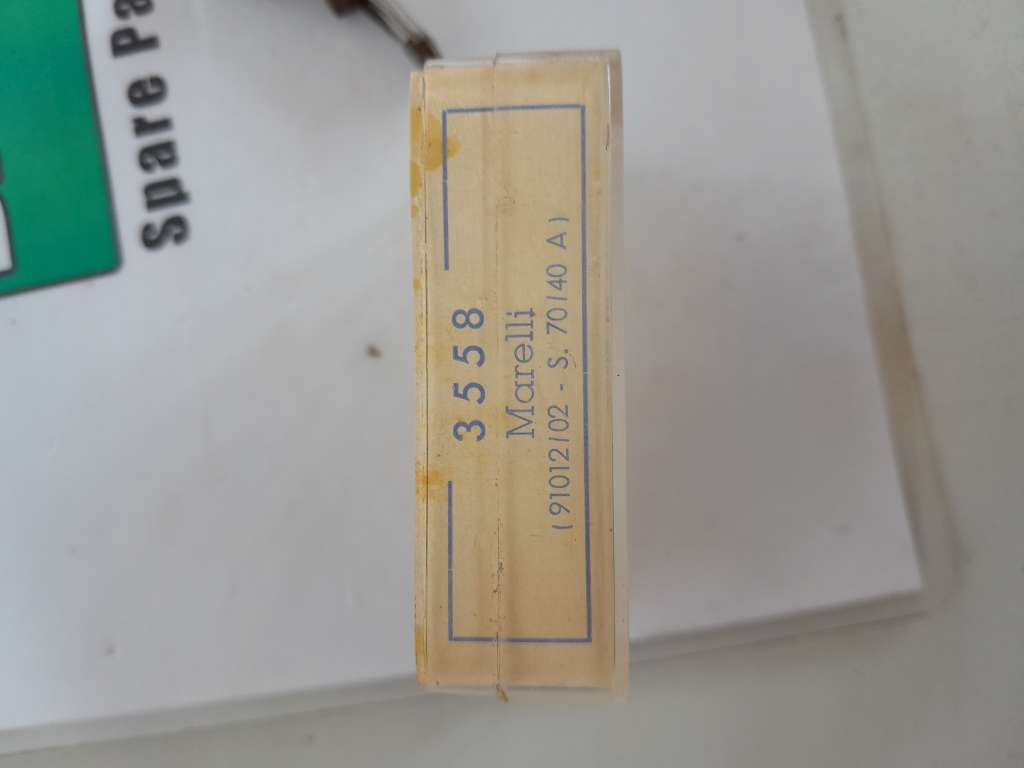 Spare Pa
3558
Marelli
(91012/02 - S. 70/40 A)